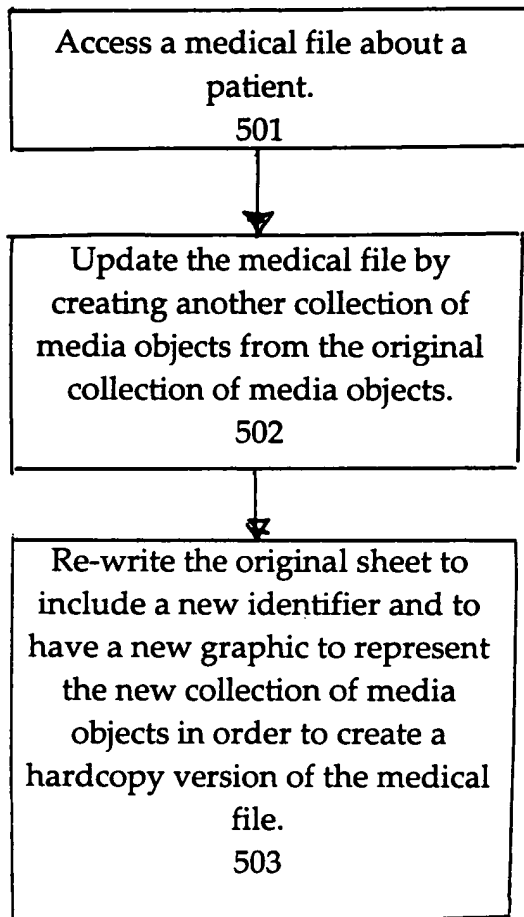 Access a medical file about a
patient.
501
Update the medical file by
creating another collection of
media objects from the original
collection of media objects.
502
Re-write the original sheet to
include a new identifier and to
have a new graphic to represent
the new collection of media
objects in order to create a
hardcopy version of the medical
file.
503